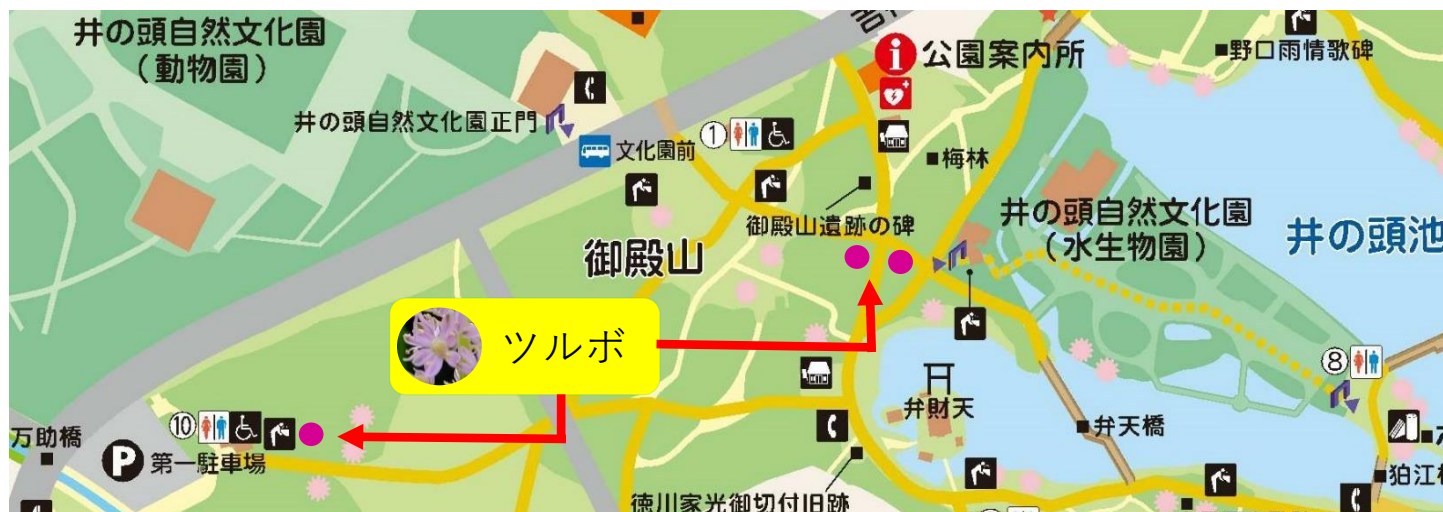 井の頭自然文化園
（動物園）
井の頭自然文化園正門
文化園前
①
公園案内所
野口雨情歌碑
梅林
御殿山遺跡の碑
御殿山
井の頭自然文化園
（水生物園）
井の頭池
ツルボ
弁財天
弁天橋
⑧
⑩
万助橋
P 第一駐車場
徳川家光御切付旧跡
狛江橋